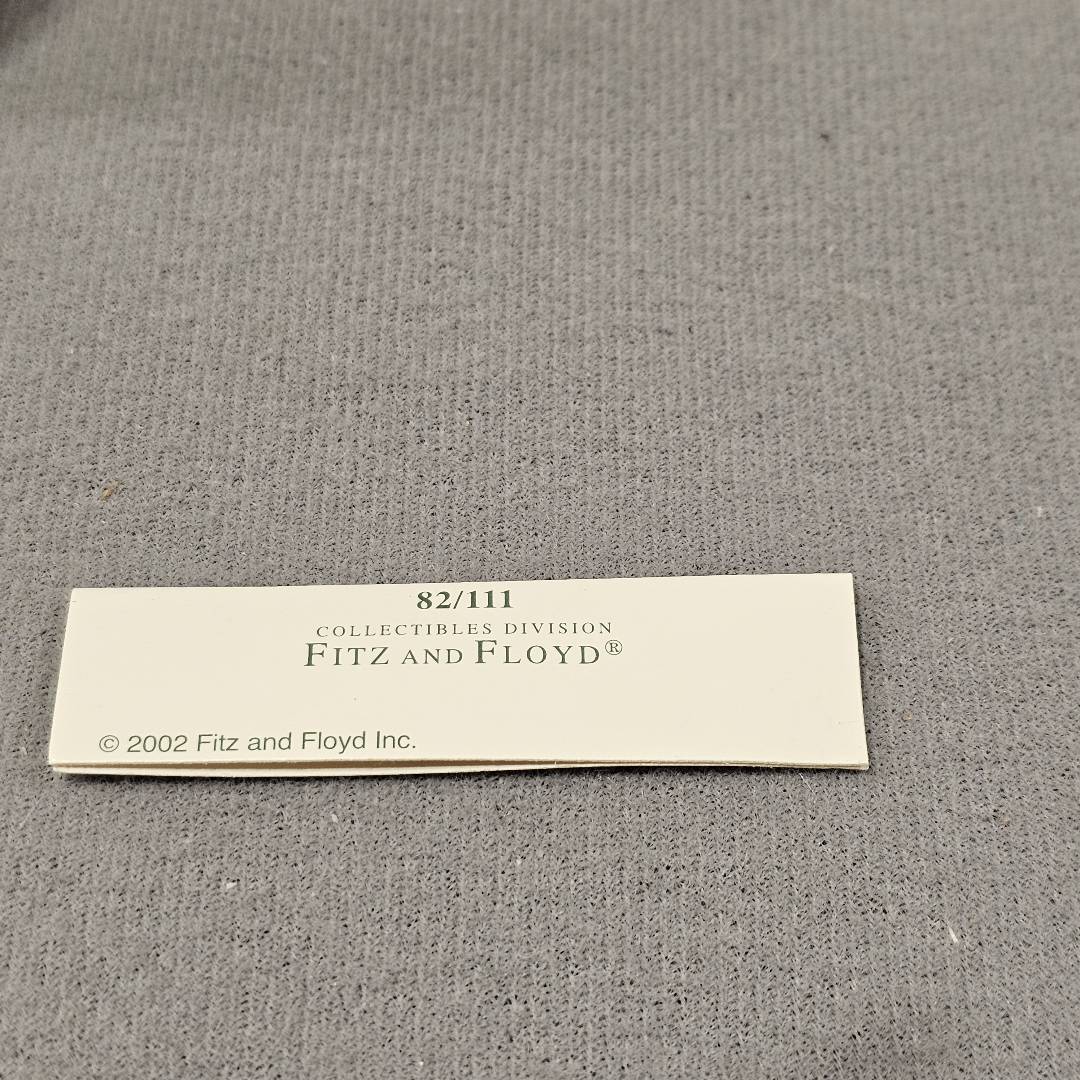 82/111
COLLECTIBLES DIVISION
FITZ AND FLOYD®
© 2002 Fitz and Floyd Inc.